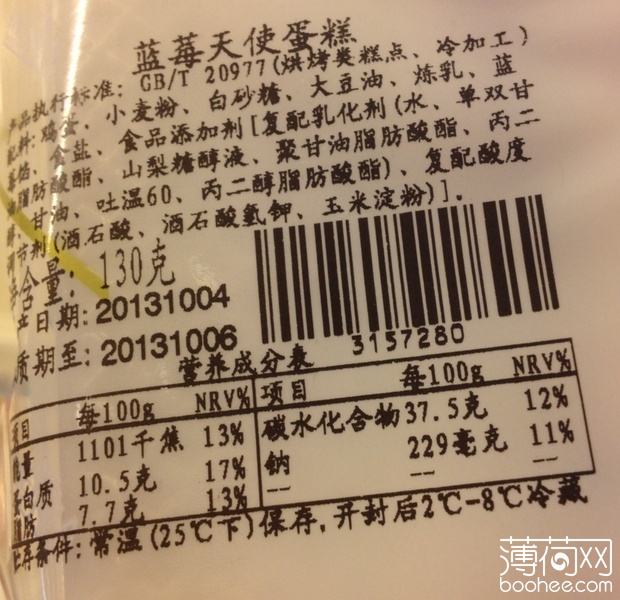 蓝莓天使蛋糕
产品执行标准: GB/T 20977(烘烤类糕点、冷加工)
配料: 鸡蛋、小麦粉、白砂糖、大豆油、炼乳、蓝
莓馅、食盐、食品添加剂[复配乳化剂(水、单双甘
油脂肪酸酯、山梨糖醇液、聚甘油脂肪酸酯、丙二
醇、甘油、吐温60、丙二醇脂肪酸酯)、复配酸度
调节剂(酒石酸、酒石酸氢钾、玉米淀粉)].
净含量: 130克
产日期: 20131004
质期至: 20131006
3157280
营养成分表
项目 每100g NRV% 项目 每100g NRV%
能量 1101千焦 13% 碳水化合物 37.5克 12%
蛋白质 10.5克 17% 钠 229毫克 11%
脂肪 7.7克 13% -- -- --
贮存条件: 常温(25℃下)保存,开封后2℃-8℃冷藏
薄荷网
boohee.com